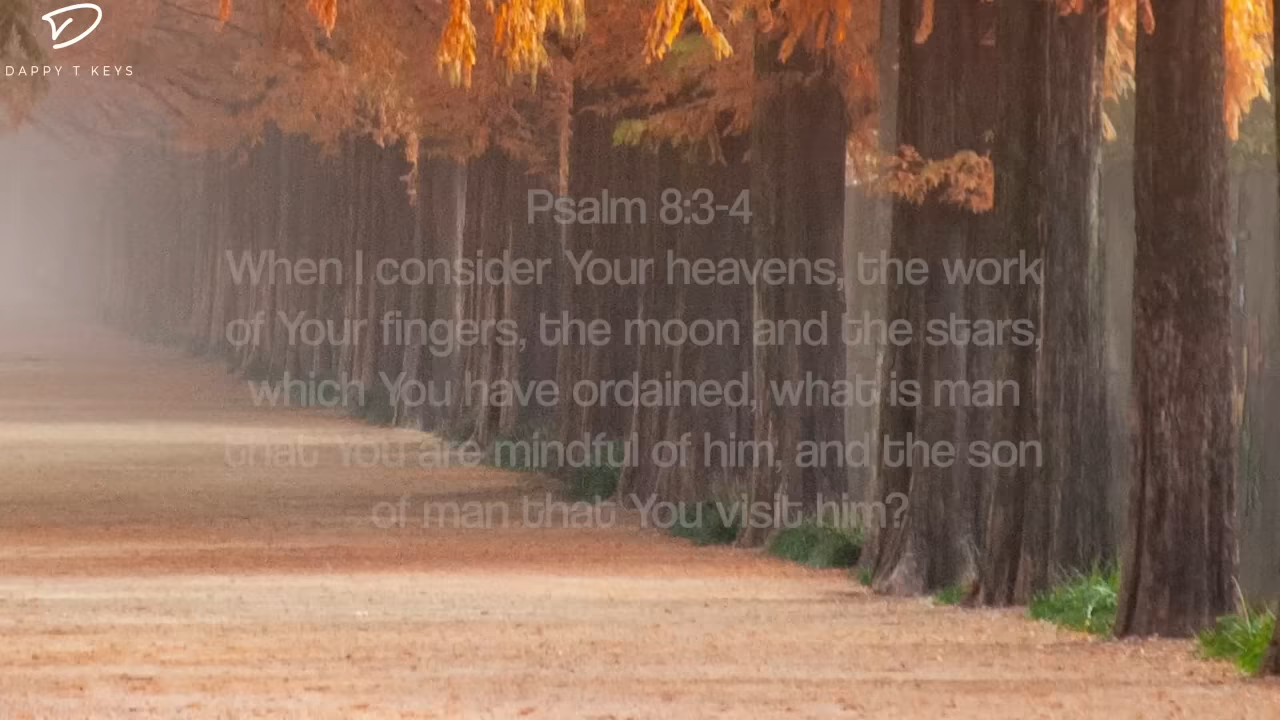 DAPPY T KEYS
Psalm 8:3-4
When I consider Your heavens, the work
of Your fingers, the moon and the stars,
which You have ordained, what is man
that You are mindful of him, and the son
of man that You visit him?